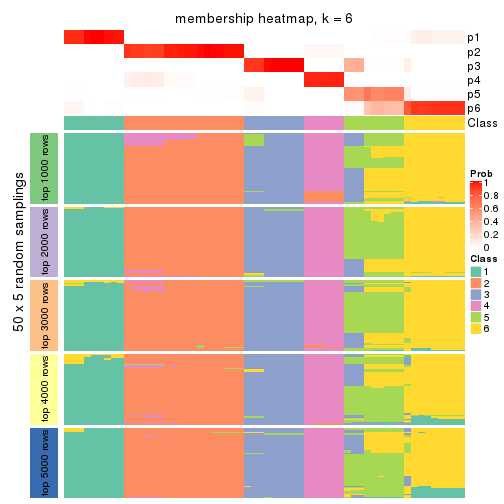 membership heatmap, k = 6
p1
p2
p3
p4
p5
p6
Class
50 x 5 random samplings
top 1000 rows
top 2000 rows
top 3000 rows
top 4000 rows
top 5000 rows
Prob
1
0.8
0.6
0.4
0.2
0
Class
1
2
3
4
5
6